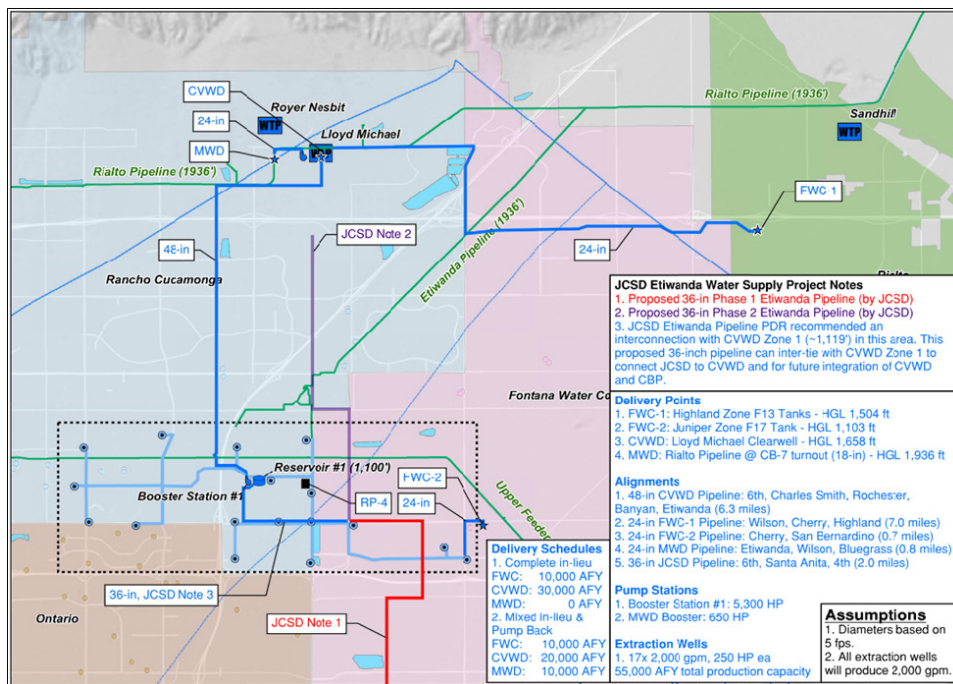 CVWD
Royer Nesbit
WTP
24-in
Lloyd Michael
MWD
Rialto Pipeline (1936')
Rialto Pipeline (1936')
Sandhill
WTP
FWC-1
JCSD Note 2
48-in
Etiwanda Pipeline (1936')
24-in
Rancho Cucamonga
Fontana Water Co
Reservoir #1 (1,100')
Booster Station #1
RP-4
FWC-2
24-in
Upper Feeder
36-in, JCSD Note 3
JCSD Note 1
Ontario
JCSD Etiwanda Water Supply Project Notes
1. Proposed 36-in Phase 1 Etiwanda Pipeline (by JCSD)
2. Proposed 36-in Phase 2 Etiwanda Pipeline (by JCSD)
3. JCSD Etiwanda Pipeline PDR recommended an
interconnection with CVWD Zone 1 (~1,119') in this area. This
proposed 36-inch pipeline can inter-tie with CVWD Zone 1 to
connect JCSD to CVWD and for future integration of CVWD
and CBP.
Delivery Points
1. FWC-1: Highland Zone F13 Tanks - HGL 1,504 ft
2. FWC-2: Juniper Zone F17 Tank - HGL 1,103 ft
3. CVWD: Lloyd Michael Clearwell - HGL 1,658 ft
4. MWD: Rialto Pipeline @ CB-7 turnout (18-in) - HGL 1,936 ft
Alignments
1. 48-in CVWD Pipeline: 6th, Charles Smith, Rochester,
Banyan, Etiwanda (6.3 miles)
2. 24-in FWC-1 Pipeline: Wilson, Cherry, Highland (7.0 miles)
3. 24-in FWC-2 Pipeline: Cherry, San Bernardino (0.7 miles)
4. 24-in MWD Pipeline: Etiwanda, Wilson, Bluegrass (0.8 miles)
5. 36-in JCSD Pipeline: 6th, Santa Anita, 4th (2.0 miles)
Pump Stations
1. Booster Station #1: 5,300 HP
2. MWD Booster: 650 HP
Extraction Wells
1. 17x 2,000 gpm, 250 HP ea
55,000 AFY total production capacity
Delivery Schedules
1. Complete in-lieu
FWC: 10,000 AFY
CVWD: 30,000 AFY
MWD: 0 AFY
2. Mixed In-lieu &
Pump Back
FWC: 10,000 AFY
CVWD: 20,000 AFY
MWD: 10,000 AFY
Assumptions
1. Diameters based on
5 fps.
2. All extraction wells
will produce 2,000 gpm.